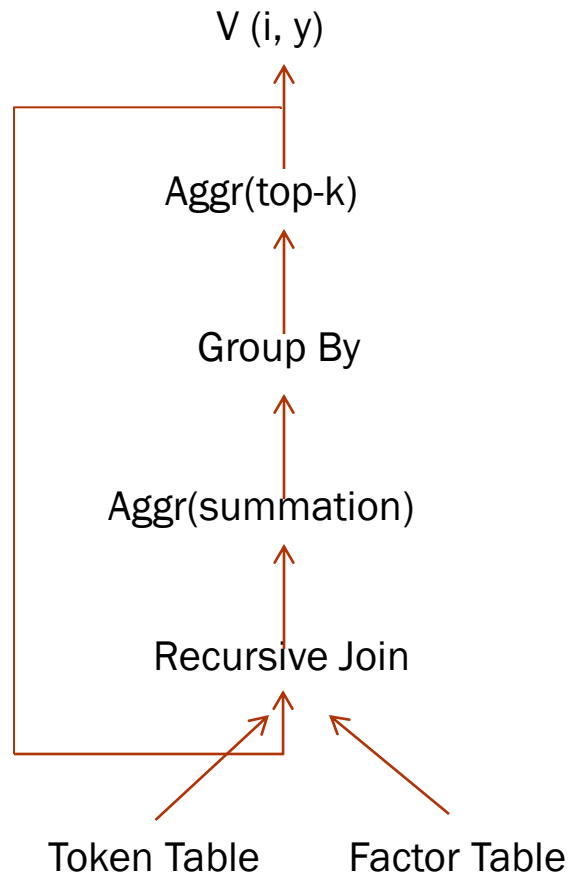 V (i, y)
Aggr(top-k)
Group By
Aggr(summation)
Recursive Join
Token Table Factor Table